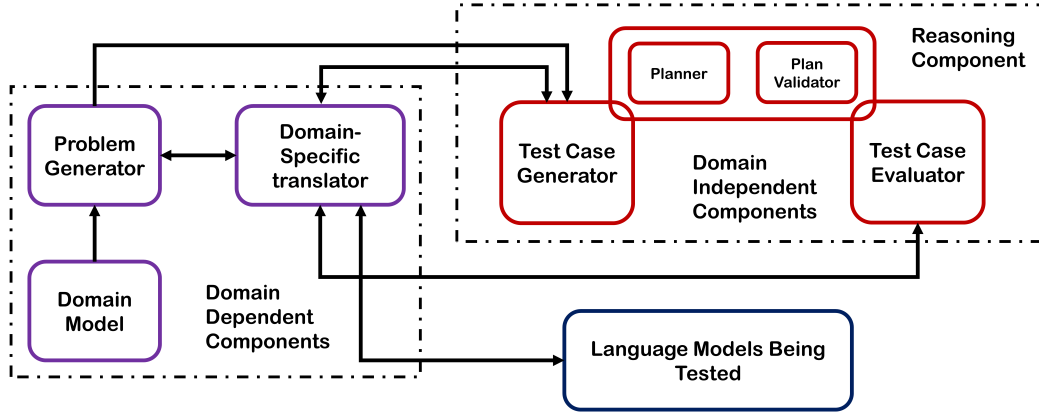 Reasoning
Component
Planner
Plan
Validator
Problem
Generator
Domain-
Specific
translator
Test Case
Generator
Domain
Independent
Components
Test Case
Evaluator
Domain
Model
Domain
Dependent
Components
Language Models Being
Tested